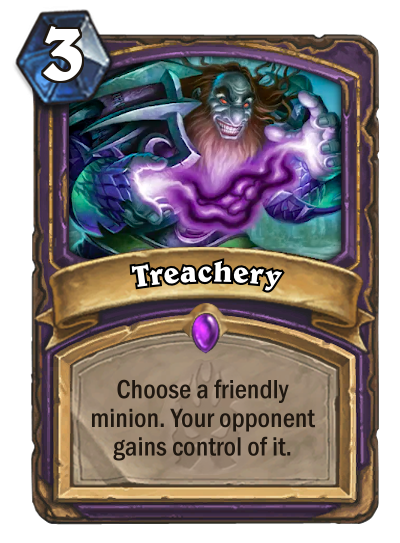 3
Treachery
Choose a friendly
minion. Your opponent
gains control of it.